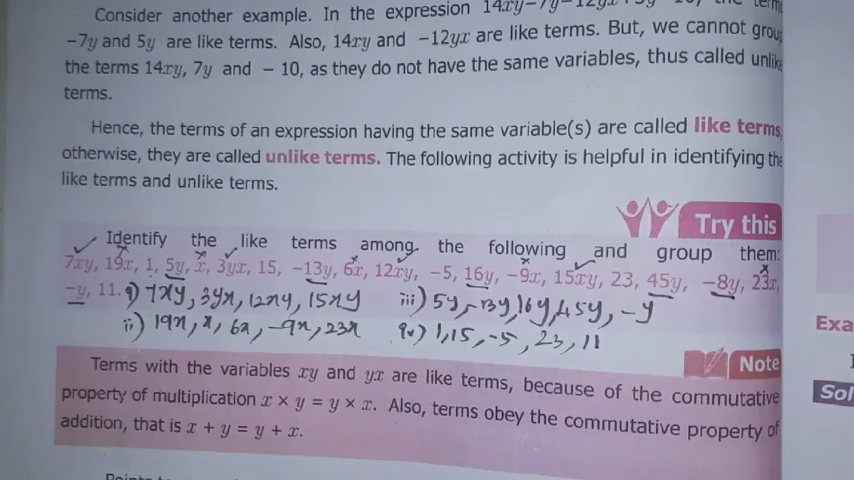 Consider another example. In the expression 14xy−7y−12yx
−7y and 5y are like terms. Also, 14xy and −12yx are like terms. But, we cannot group
the terms 14xy, 7y and − 10, as they do not have the same variables, thus called unlike
terms.
Hence, the terms of an expression having the same variable(s) are called like terms;
otherwise, they are called unlike terms. The following activity is helpful in identifying the
like terms and unlike terms.
Try this
Identify the like terms among the following and group them:
7xy, 19x, 1, 5y, x, 3yx, 15, −13y, 6x, 12xy, −5, 16y, −9x, 15xy, 23, 45y, −8y, 23x,
−y, 11.
i) 7xy, 3yx, 12xy, 15xy
iii) 5y, -13y, 16y, 45y, -y
ii) 19x, x, 6x, -9x, 23x
iv) 1, 15, -5, 23, 11
Note
Terms with the variables xy and yx are like terms, because of the commutative
property of multiplication x × y = y × x. Also, terms obey the commutative property of
addition, that is x + y = y + x.
Exa
Sol